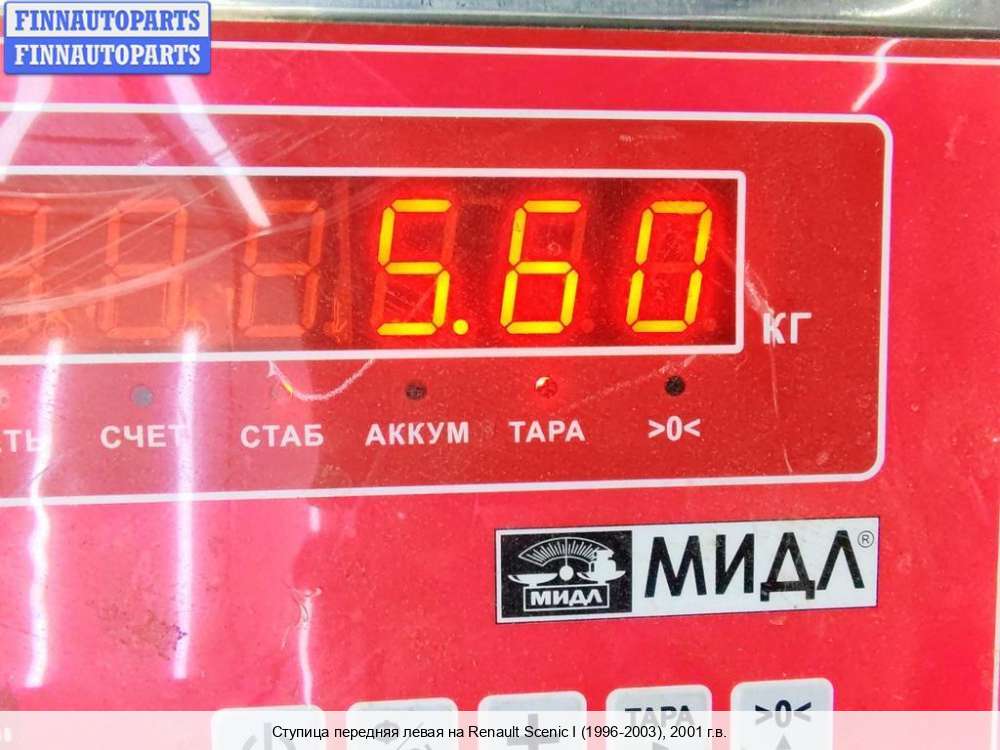 FINNAUTOPARTS
FINNAUTOPARTS
5.60
КГ
СЧЕТ СТАБ АККУМ ТАРА >0<
МИДЛ МИДЛ®
ТАРА >0<
Ступица передняя левая на Renault Scenic I (1996-2003), 2001 г.в.